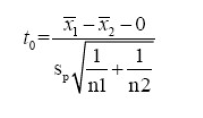 t₀ = (x̅₁ − x̅₂ − 0) / (sₚ √(1/n1 + 1/n2))